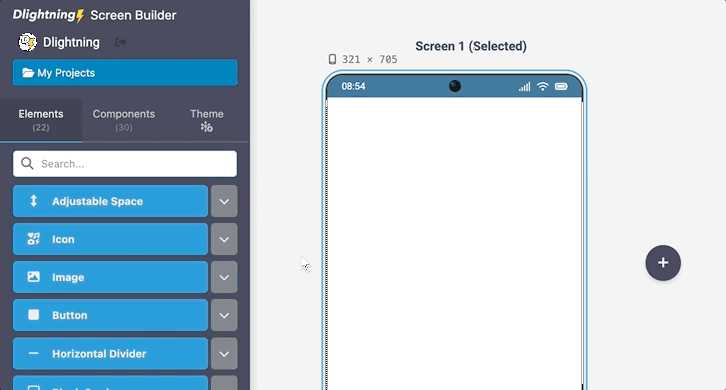 Dlightning Screen Builder
Dlightning
My Projects
Elements
(22)
Components
(30)
Theme
Search...
Adjustable Space
Icon
Image
Button
Horizontal Divider
Screen 1 (Selected)
321 × 705
08:54
+